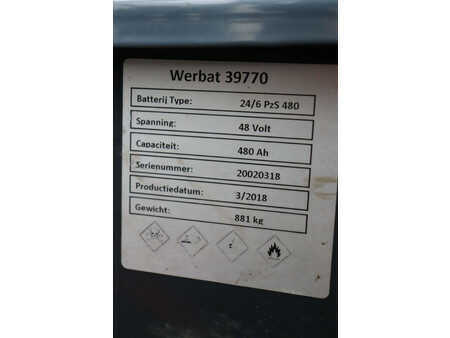 Werbat 39770
Batterij Type: 24/6 PzS 480
Spanning: 48 Volt
Capaciteit: 480 Ah
Serienummer: 20020318
Productiedatum: 3/2018
Gewicht: 881 kg